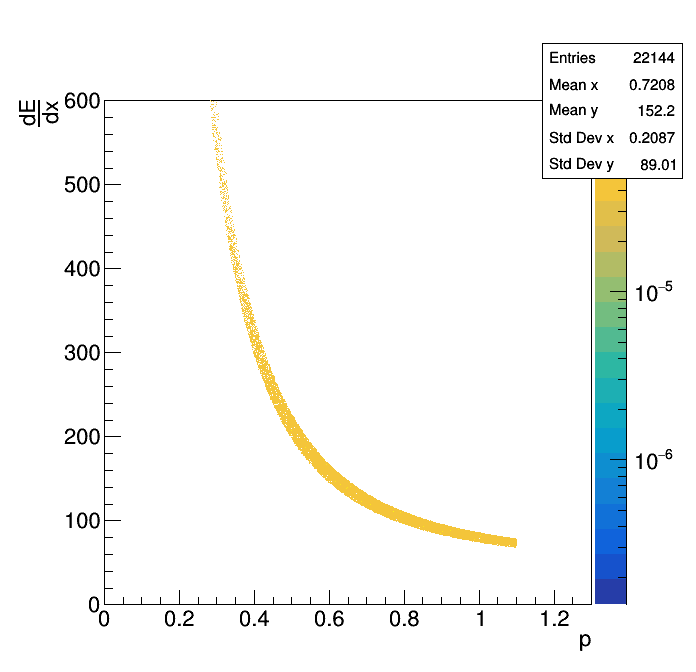 Entries 22144
Mean x 0.7208
Mean y 152.2
Std Dev x 0.2087
Std Dev y 89.01
dE
dx
600
500
400
300
200
100
0
0 0.2 0.4 0.6 0.8 1 1.2
p
10⁻⁵
10⁻⁶